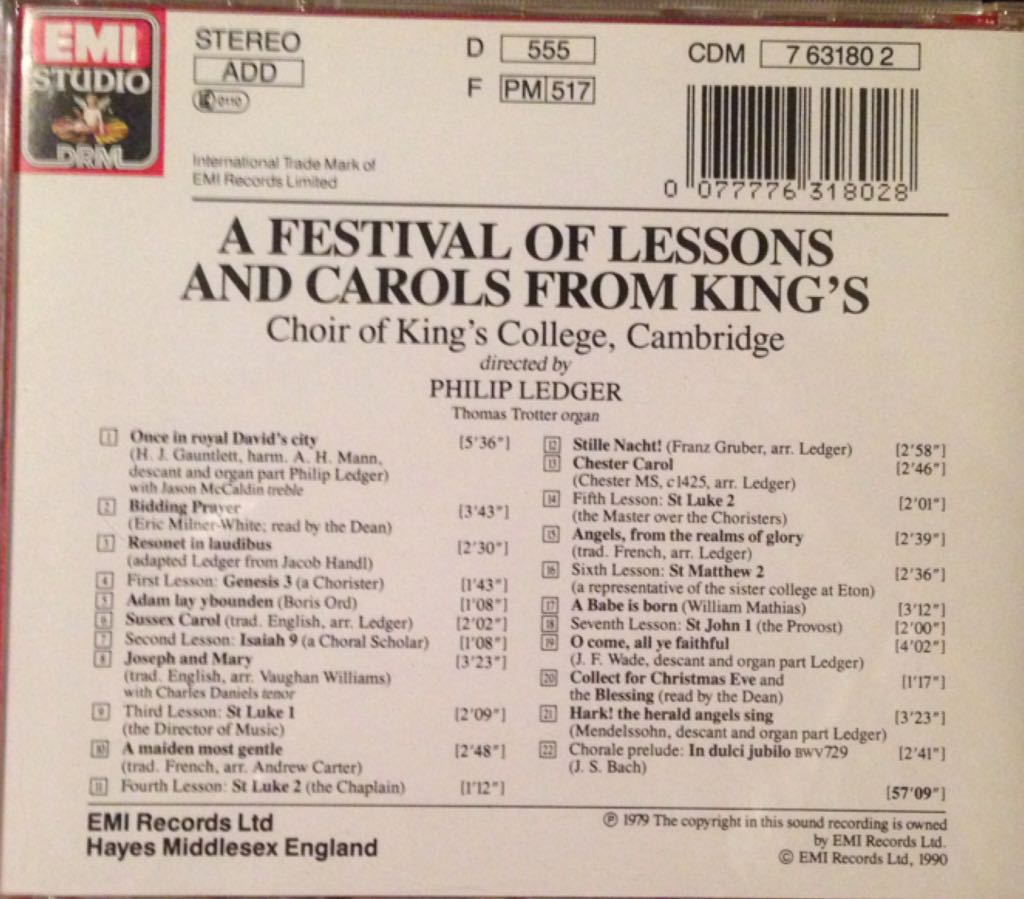 EMI
STUDIO
DRM
STEREO
ADD
0110
International Trade Mark of
EMI Records Limited
D 555
F PM 517
CDM 7 63180 2
0 077776 318028
A FESTIVAL OF LESSONS
AND CAROLS FROM KING'S
Choir of King's College, Cambridge
directed by
PHILIP LEDGER
Thomas Trotter organ
1 Once in royal David's city [5'36"]
(H. J. Gauntlett, harm. A. H. Mann,
descant and organ part Philip Ledger)
with Jason McCaldin treble
2 Bidding Prayer [3'43"]
(Eric Milner-White; read by the Dean)
3 Resonet in laudibus [2'30"]
(adapted Ledger from Jacob Handl)
4 First Lesson: Genesis 3 (a Chorister) [1'43"]
5 Adam lay ybounden (Boris Ord) [1'08"]
6 Sussex Carol (trad. English, arr. Ledger) [2'02"]
7 Second Lesson: Isaiah 9 (a Choral Scholar) [1'08"]
8 Joseph and Mary [3'23"]
(trad. English, arr. Vaughan Williams)
with Charles Daniels tenor
9 Third Lesson: St Luke 1 [2'09"]
(the Director of Music)
10 A maiden most gentle [2'48"]
(trad. French, arr. Andrew Carter)
11 Fourth Lesson: St Luke 2 (the Chaplain) [1'12"]
12 Stille Nacht! (Franz Gruber, arr. Ledger) [2'58"]
13 Chester Carol [2'46"]
(Chester MS, c1425, arr. Ledger)
14 Fifth Lesson: St Luke 2 [2'01"]
(the Master over the Choristers)
15 Angels, from the realms of glory [2'39"]
(trad. French, arr. Ledger)
16 Sixth Lesson: St Matthew 2 [2'36"]
(a representative of the sister college at Eton)
17 A Babe is born (William Mathias) [3'12"]
18 Seventh Lesson: St John 1 (the Provost) [2'00"]
19 O come, all ye faithful [4'02"]
(J. F. Wade, descant and organ part Ledger)
20 Collect for Christmas Eve and [1'17"]
the Blessing (read by the Dean)
21 Hark! the herald angels sing [3'23"]
(Mendelssohn, descant and organ part Ledger)
22 Chorale prelude: In dulci jubilo BWV729 [2'41"]
(J. S. Bach)
[57'09"]
EMI Records Ltd
Hayes Middlesex England
℗ 1979 The copyright in this sound recording is owned
by EMI Records Ltd.
© EMI Records Ltd, 1990